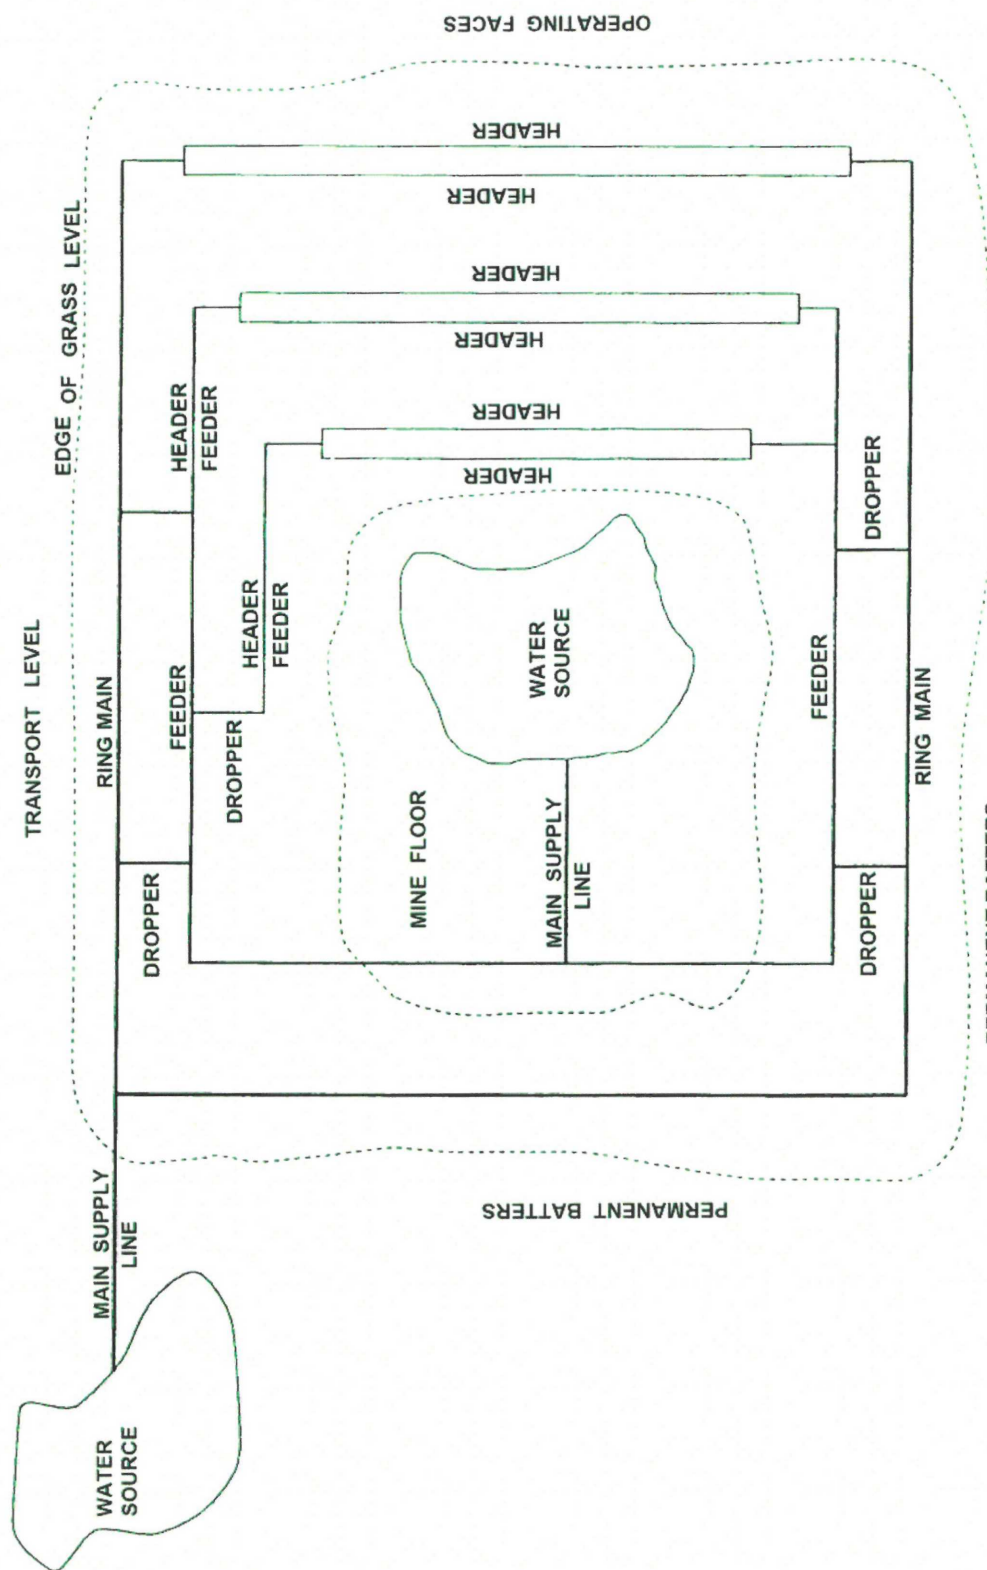 TRANSPORT LEVEL
EDGE OF GRASS LEVEL
WATER
SOURCE
MAIN SUPPLY
LINE
RING MAIN
DROPPER
FEEDER
HEADER
FEEDER
DROPPER
HEADER
FEEDER
MINE FLOOR
PERMANENT BATTERS
MAIN SUPPLY
LINE
WATER
SOURCE
HEADER
HEADER
HEADER
HEADER
HEADER
HEADER
OPERATING FACES
FEEDER
DROPPER
DROPPER
RING MAIN